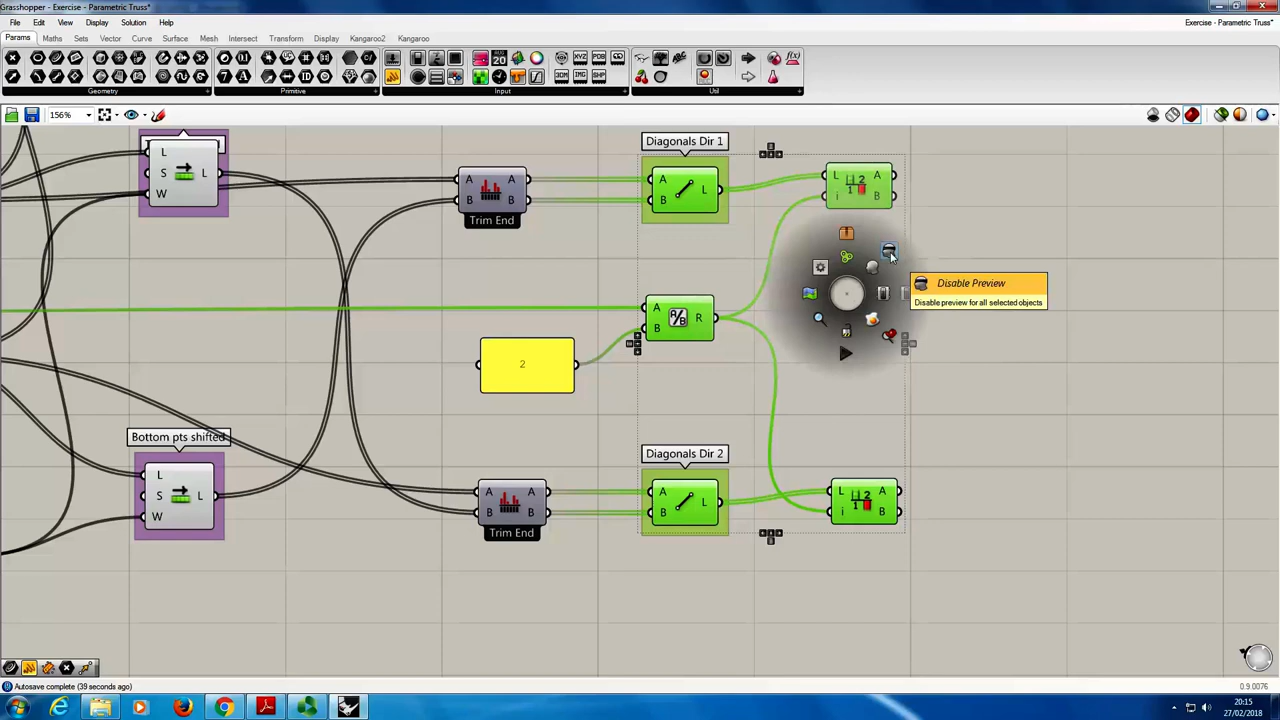 Grasshopper - Exercise - Parametric Truss*
File Edit View Display Solution Help
Exercise - Parametric Truss*
Params Maths Sets Vector Curve Surface Mesh Intersect Transform Display Kangaroo2 Kangaroo
Geometry Primitive Input Util
156%
L
S L
W
A A
B B
Trim End
Diagonals Dir 1
A
B L
L A
i B
Disable Preview
Disable preview for all selected objects
A
B R
A/B
2
Bottom pts shifted
L
S L
W
A A
B B
Trim End
Diagonals Dir 2
A
B L
L A
i B
Autosave complete (39 seconds ago)
0.9.0076
20:15
27/02/2018